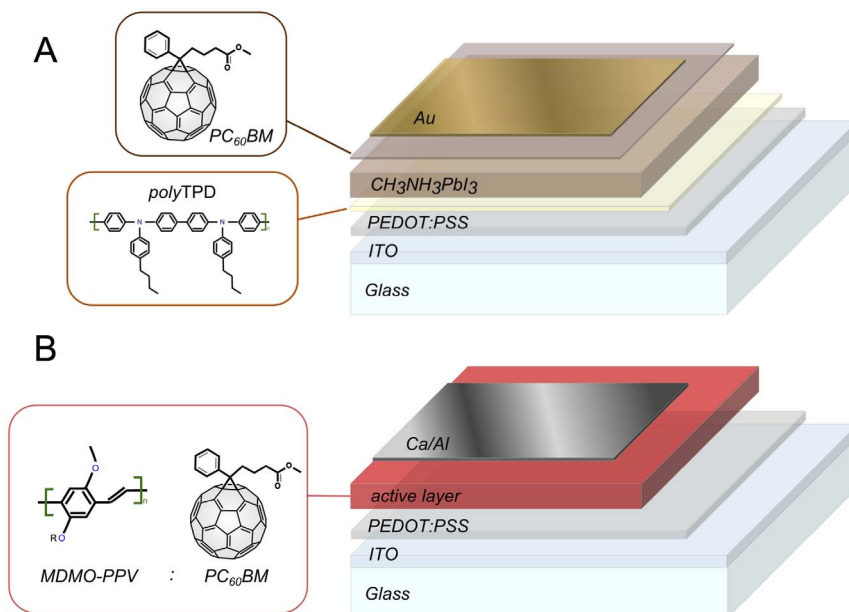 A
PC60BM
polyTPD
Au
CH3NH3PbI3
PEDOT:PSS
ITO
Glass
O
O
N
N
n
B
MDMO-PPV : PC60BM
O
RO
n
O
O
Ca/Al
active layer
PEDOT:PSS
ITO
Glass